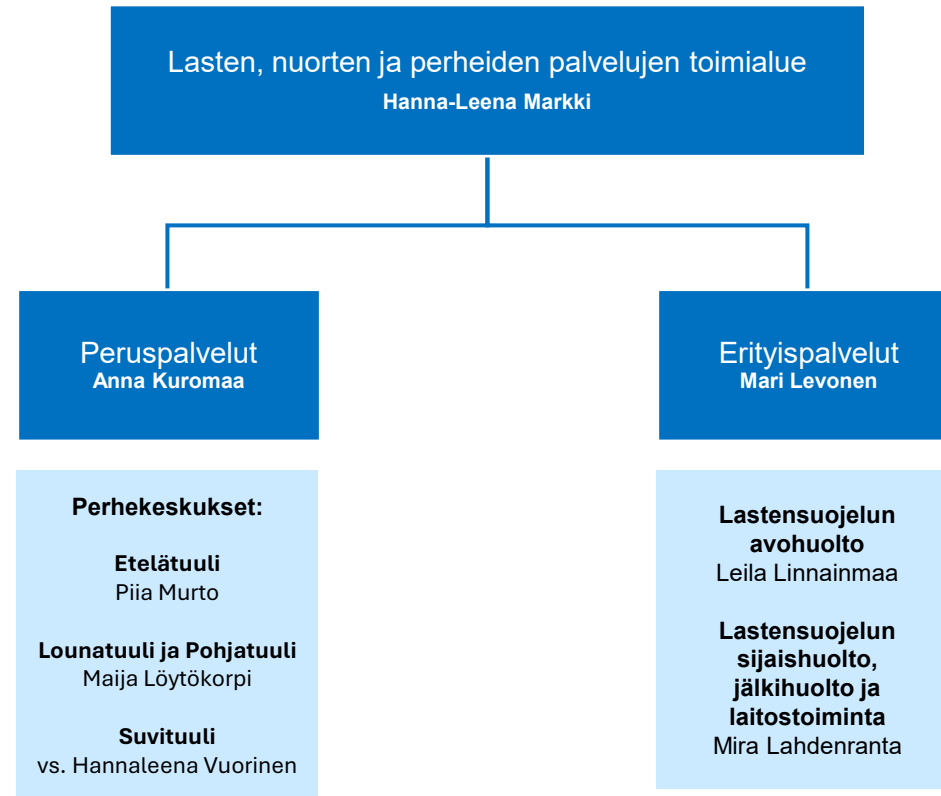 Lasten, nuorten ja perheiden palvelujen toimialue
Hanna-Leena Markki
Peruspalvelut
Anna Kuromaa
Erityispalvelut
Mari Levonen
Perhekeskukset:
Etelätuuli
Piia Murto
Lounatuuli ja Pohjatuuli
Maija Löytökorpi
Suvituuli
vs. Hannaleena Vuorinen
Lastensuojelun
avohuolto
Leila Linnainmaa
Lastensuojelun
sijaishuolto,
jälkihuolto ja
laitostoiminta
Mira Lahdenranta